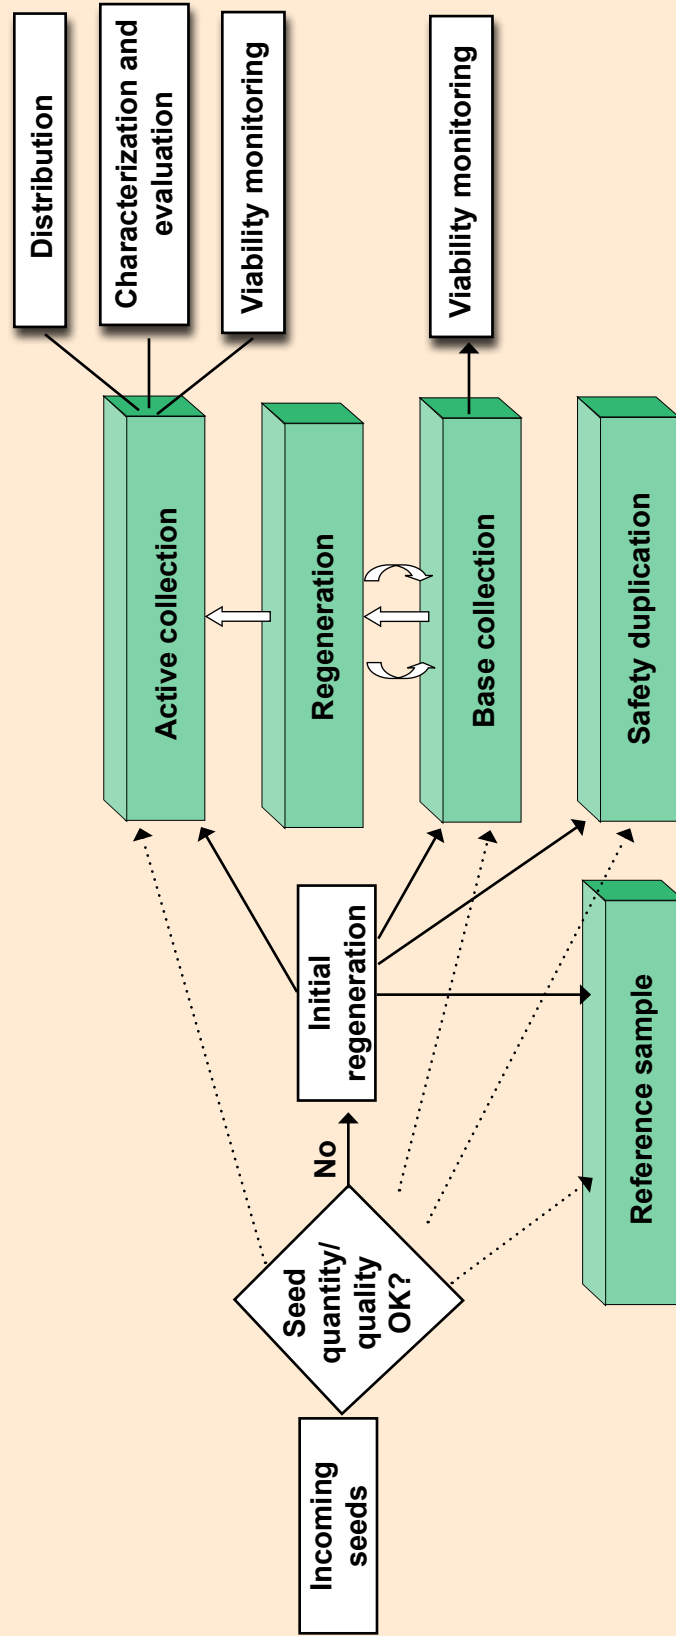 Incoming
seeds
Seed
quantity/
quality
OK?
No
Initial
regeneration
Reference sample
Active collection
Regeneration
Base collection
Safety duplication
Distribution
Characterization and
evaluation
Viability monitoring
Viability monitoring